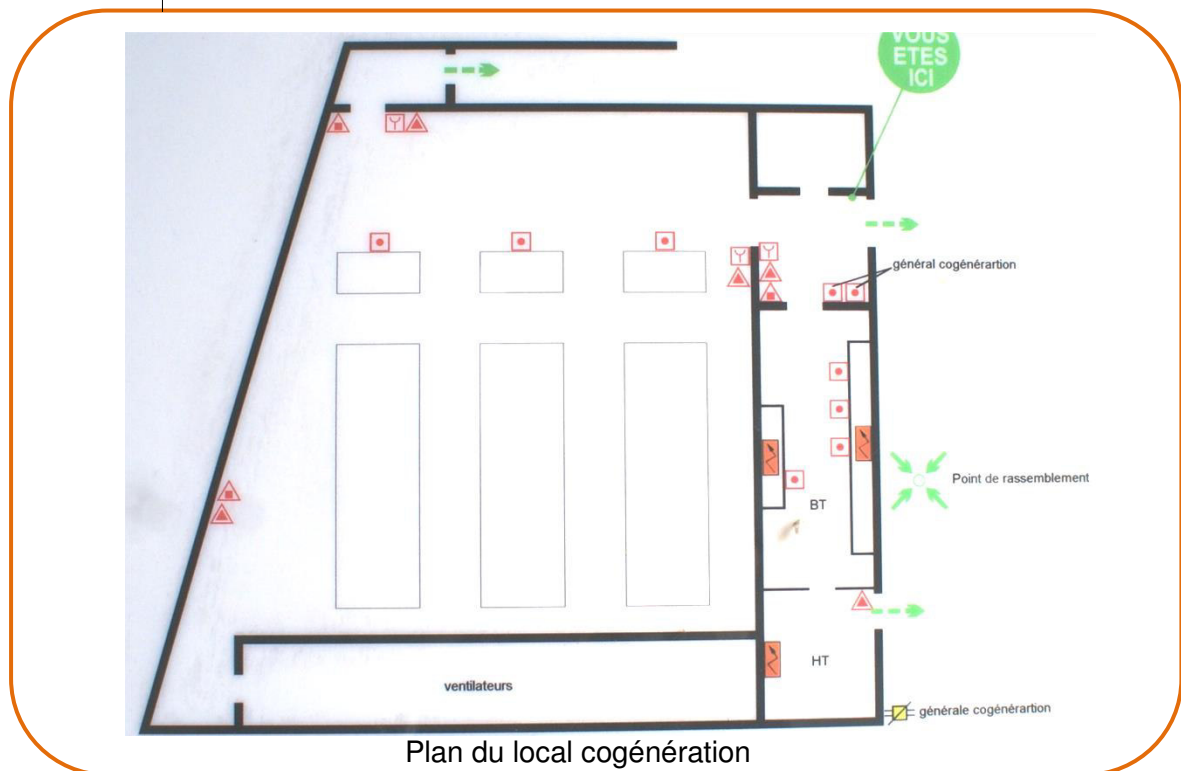 VOUS
ETES
ICI
général cogénérartion
Point de rassemblement
BT
HT
ventilateurs
générale cogénérartion
Plan du local cogénération